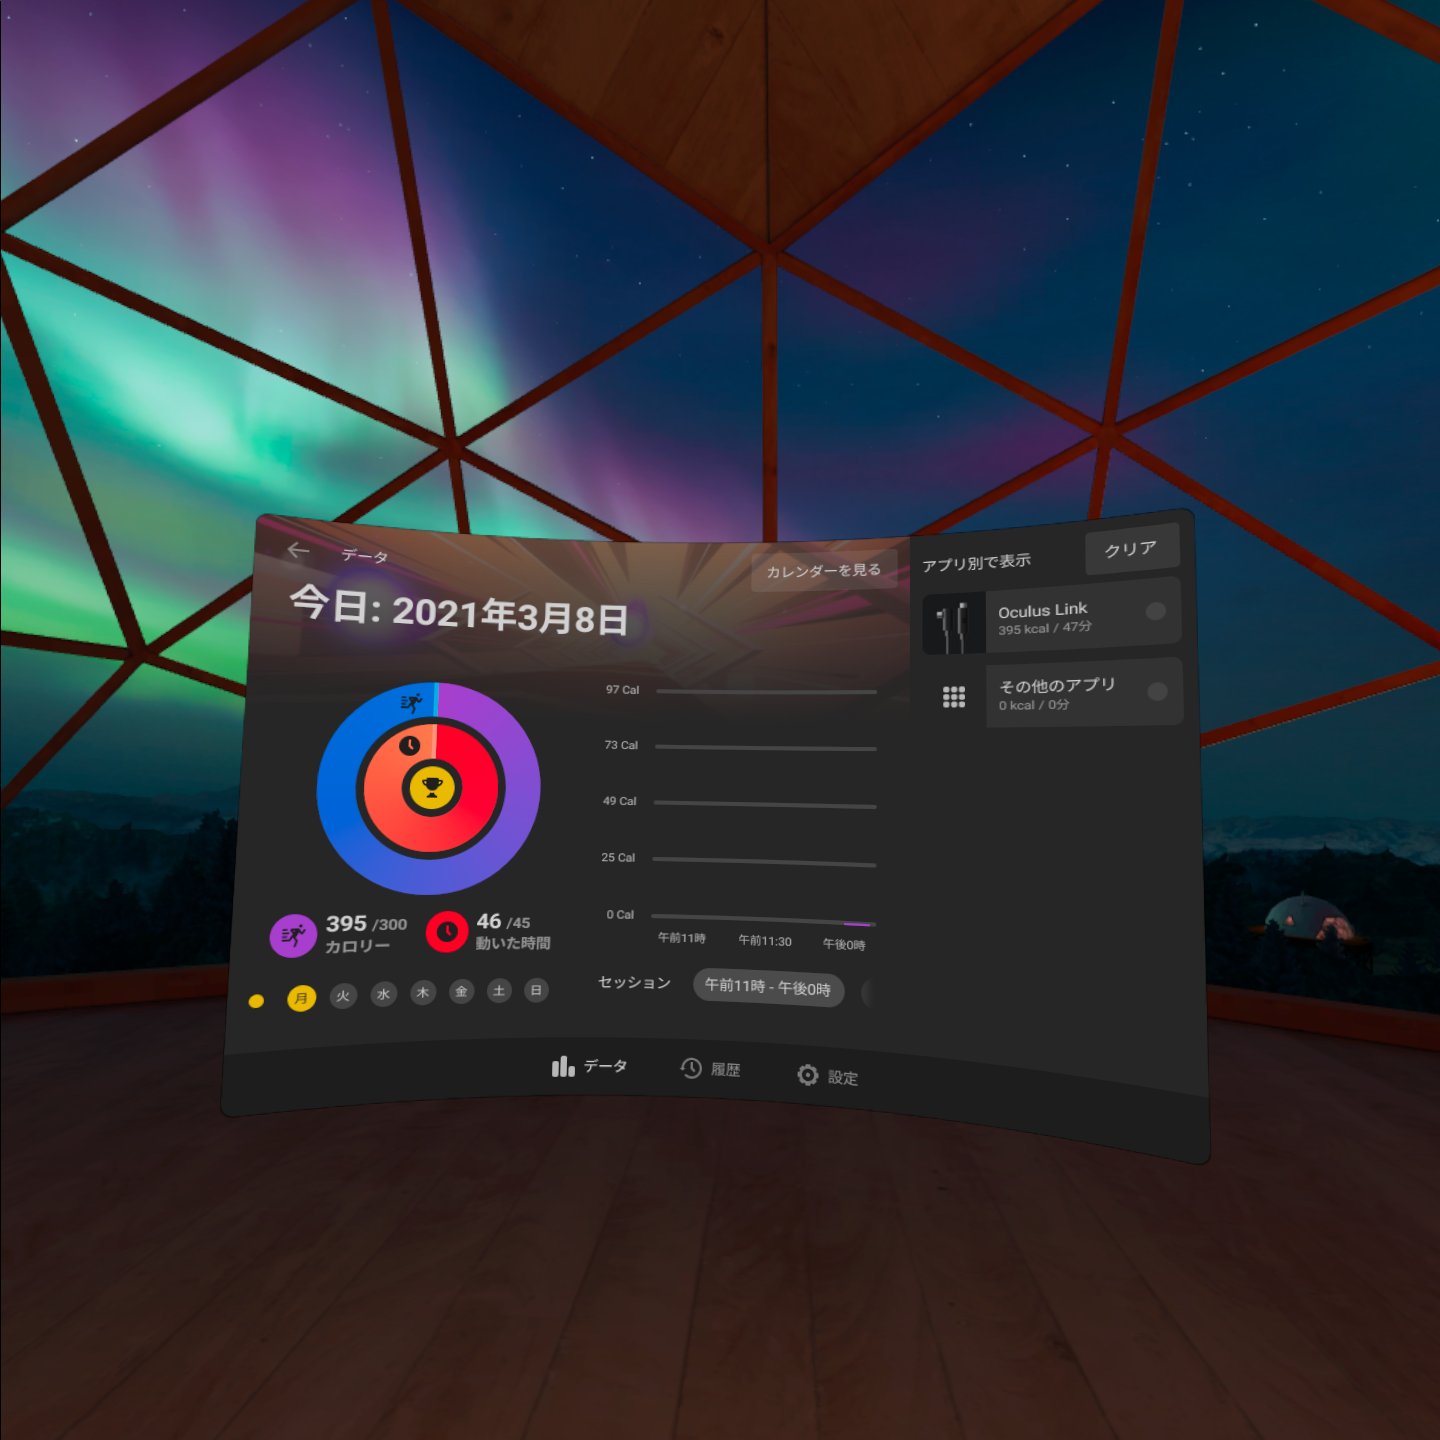 データ
カレンダーを見る
今日: 2021年3月8日
97 Cal
73 Cal
49 Cal
25 Cal
0 Cal
午前11時 午前11:30 午後0時
395 /300
カロリー
46 /45
動いた時間
月 火 水 木 金 土 日
セッション 午前11時 - 午後0時
アプリ別で表示 クリア
Oculus Link
395 kcal / 47分
その他のアプリ
0 kcal / 0分
データ 履歴 設定